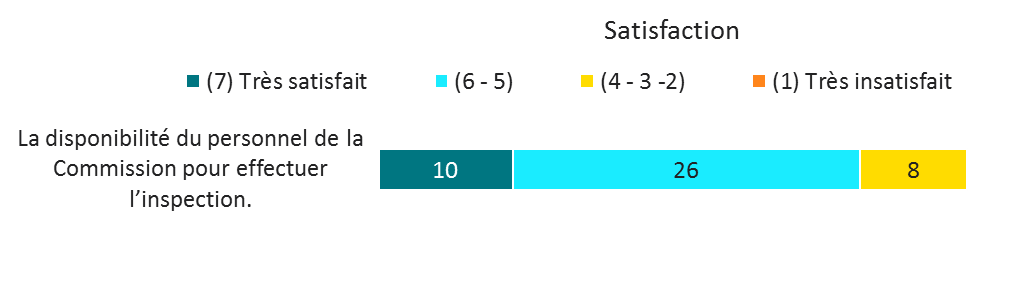 Satisfaction
(7) Très satisfait (6 - 5) (4 - 3 -2) (1) Très insatisfait
La disponibilité du personnel de la
Commission pour effectuer
l’inspection.
10 26 8